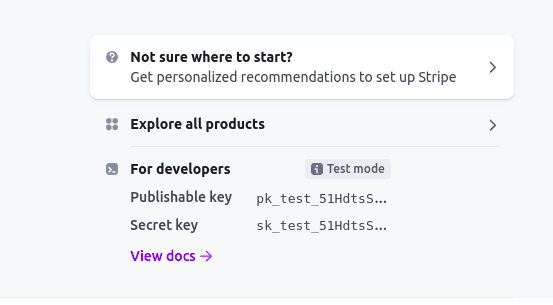 Not sure where to start?
Get personalized recommendations to set up Stripe
Explore all products
For developers Test mode
Publishable key pk_test_51HdtsS...
Secret key sk_test_51HdtsS...
View docs →